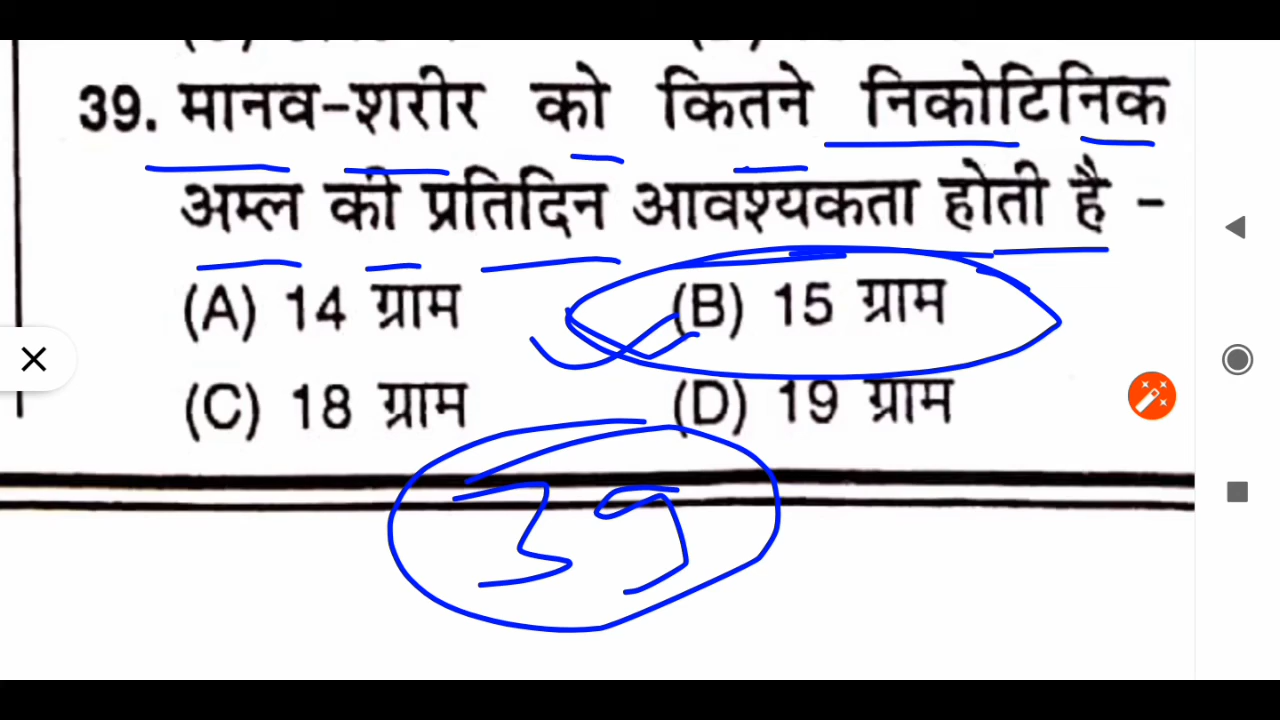 39. मानव-शरीर को कितने निकोटिनिक
अम्ल की प्रतिदिन आवश्यकता होती है -
(A) 14 ग्राम (B) 15 ग्राम
(C) 18 ग्राम (D) 19 ग्राम
39